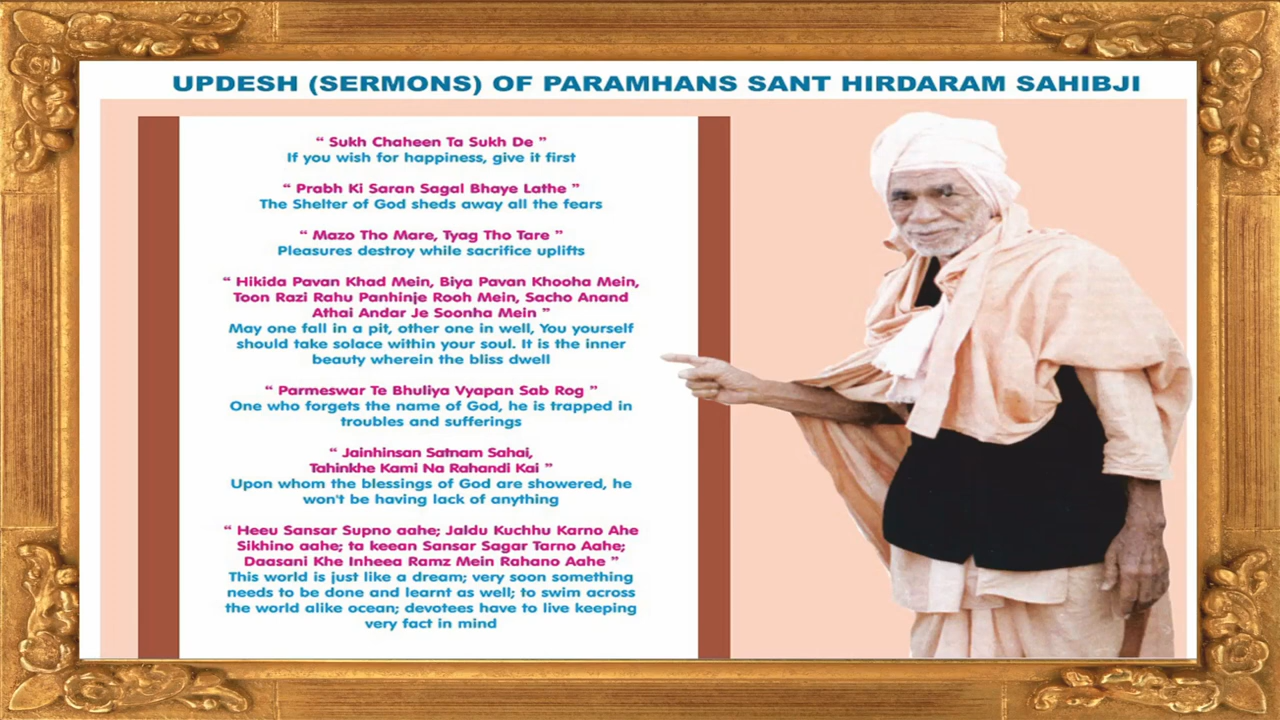 UPDESH (SERMONS) OF PARAMHANS SANT HIRDARAM SAHIBJI
“ Sukh Chaheen Ta Sukh De ”
If you wish for happiness, give it first
“ Prabh Ki Saran Sagal Bhaye Lathe ”
The Shelter of God sheds away all the fears
“ Mazo Tho Mare, Tyag Tho Tare ”
Pleasures destroy while sacrifice uplifts
“ Hikida Pavan Khad Mein, Biya Pavan Khooha Mein,
Toon Razi Rahu Panhinje Rooh Mein, Sacho Anand
Athai Andar Je Soonha Mein ”
May one fall in a pit, other one in well, You yourself
should take solace within your soul. It is the inner
beauty wherein the bliss dwell
“ Parmeswar Te Bhuliya Vyapan Sab Rog ”
One who forgets the name of God, he is trapped in
troubles and sufferings
“ Jainhinsan Satnam Sahai,
Tahinkhe Kami Na Rahandi Kai ”
Upon whom the blessings of God are showered, he
won't be having lack of anything
“ Heeu Sansar Supno aahe; Jaldu Kuchhu Karno Ahe
Sikhino aahe; ta keean Sansar Sagar Tarno Aahe;
Daasani Khe Inheea Ramz Mein Rahano Aahe ”
This world is just like a dream; very soon something
needs to be done and learnt as well; to swim across
the world alike ocean; devotees have to live keeping
very fact in mind